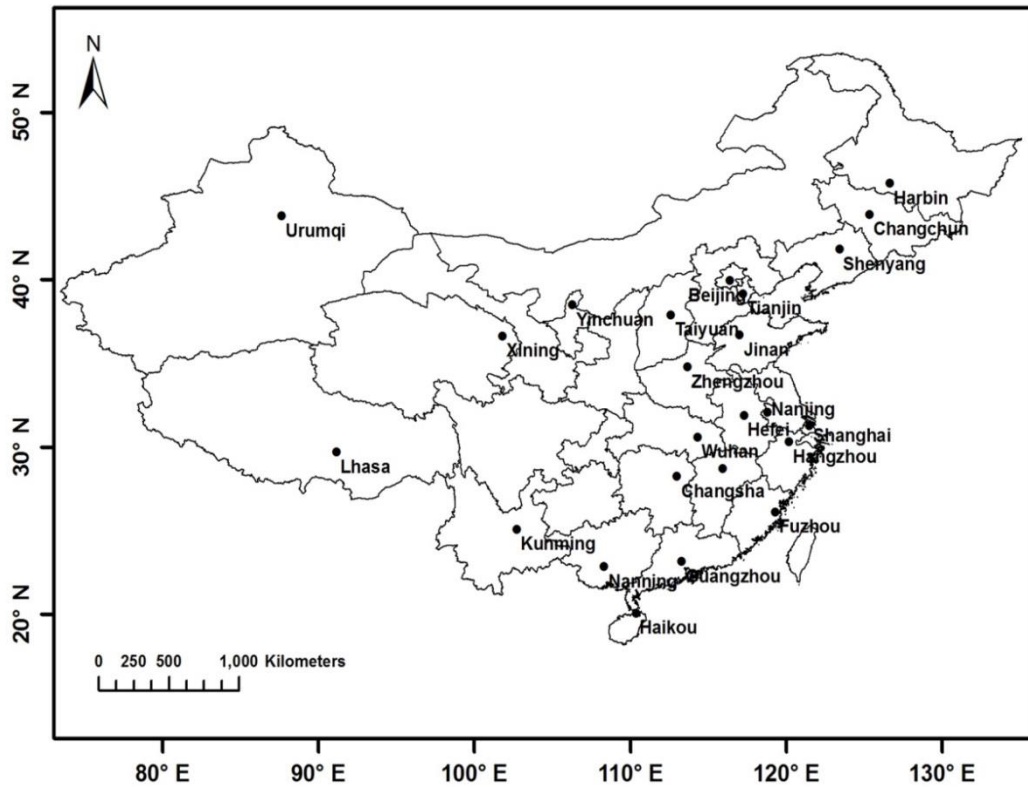 N
50° N
40° N
30° N
20° N
Harbin
Changchun
Urumqi
Shenyang
Beijing
Tianjin
Yinchuan
Taiyuan
Xining
Jinan
Zhengzhou
Nanjing
Hefei
Shanghai
Wuhan
Hangzhou
Lhasa
Changsha
Fuzhou
Kunming
Nanning
Guangzhou
Haikou
0 250 500 1,000 Kilometers
80° E 90° E 100° E 110° E 120° E 130° E